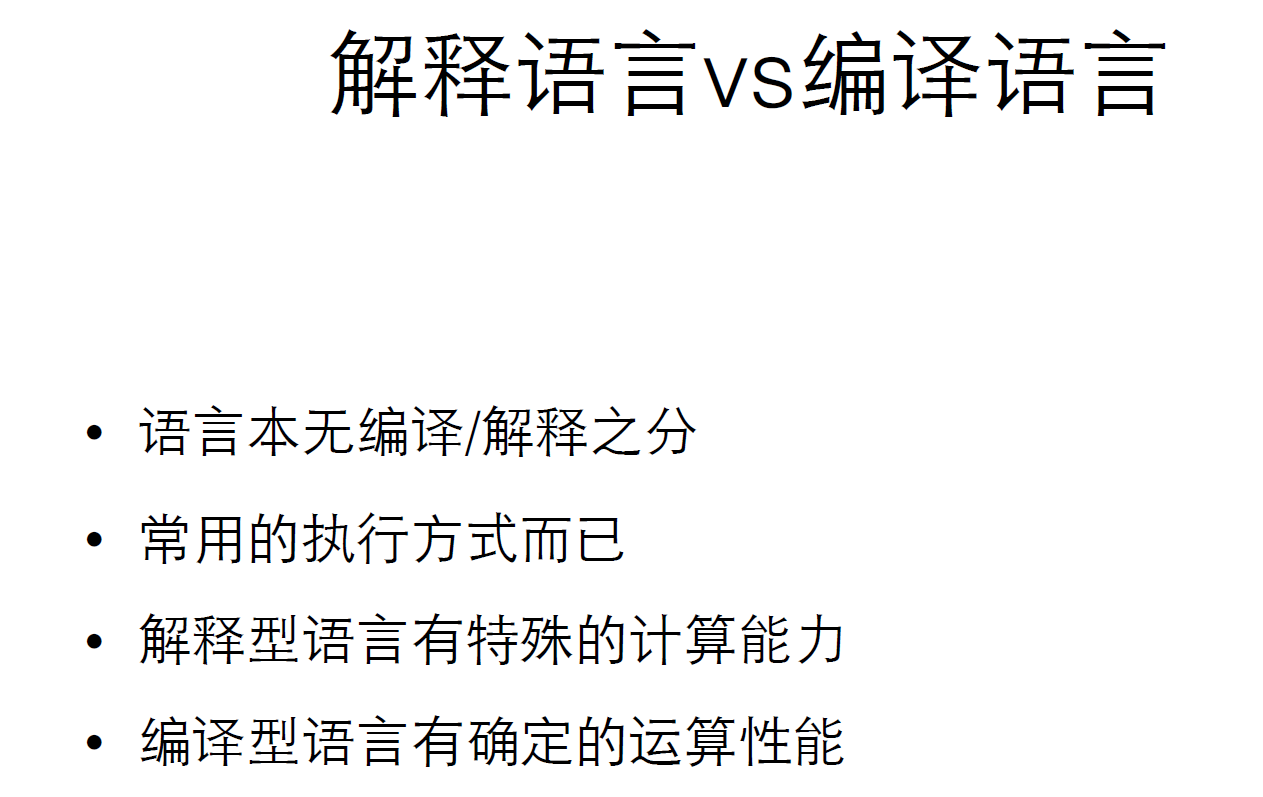 解释语言vs编译语言
• 语言本无编译/解释之分
• 常用的执行方式而已
• 解释型语言有特殊的计算能力
• 编译型语言有确定的运算性能